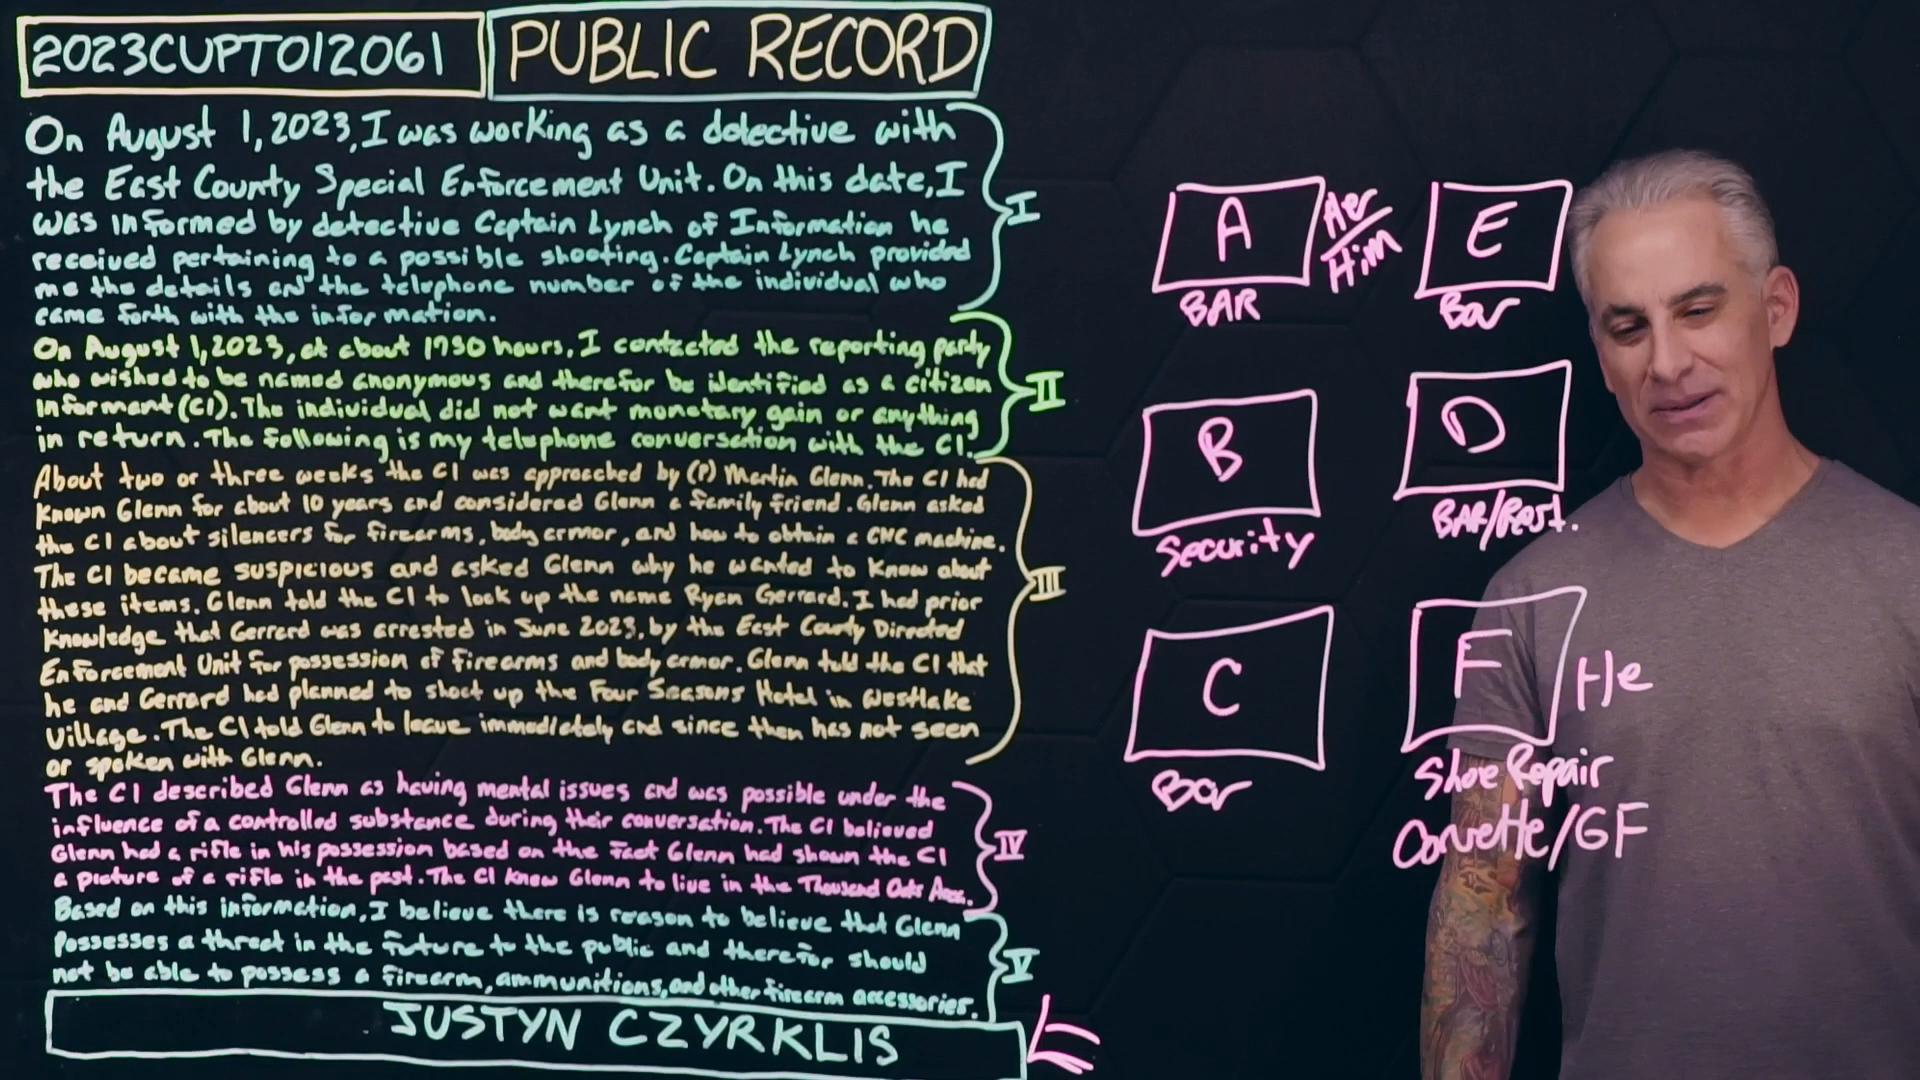 2023CUPT012061
PUBLIC RECORD
On August 1, 2023, I was working as a detective with
the East County Special Enforcement Unit. On this date, I
was informed by detective Captain Lynch of Information he
received pertaining to a possible shooting. Captain Lynch provided
me the details and the telephone number of the individual who
came forth with the information.
I
On August 1, 2023, at about 1730 hours, I contacted the reporting party
who wished to be named anonymous and therefor be identified as a citizen
informant (CI). The individual did not want monetary gain or anything
in return. The following is my telephone conversation with the CI.
II
About two or three weeks the CI was approached by (P) Martin Glenn. The CI had
known Glenn for about 10 years and considered Glenn a family friend. Glenn asked
the CI about silencers for firearms, body armor, and how to obtain a CNC machine.
The CI became suspicious and asked Glenn why he wanted to know about
these items. Glenn told the CI to look up the name Ryan Gerrard. I had prior
knowledge that Gerrard was arrested in June 2023, by the East County Directed
Enforcement Unit for possession of firearms and body armor. Glenn told the CI that
he and Gerrard had planned to shoot up the Four Seasons Hotel in Westlake
Village. The CI told Glenn to leave immediately and since then has not seen
or spoken with Glenn.
III
The CI described Glenn as having mental issues and was possible under the
influence of a controlled substance during their conversation. The CI believed
Glenn had a rifle in his possession based on the fact Glenn had shown the CI
a picture of a rifle in the past. The CI knew Glenn to live in the Thousand Oaks Area.
IV
Based on this information, I believe there is reason to believe that Glenn
possesses a threat in the future to the public and therefor should
not be able to possess a firearm, ammunitions, and other firearm accessories.
V
JUSTYN CZYRKLIS
A
Her/
Him
BAR
E
Bar
B
Security
D
BAR/Rest.
C
Bar
F
He
Shoe Repair
Corvette/GF